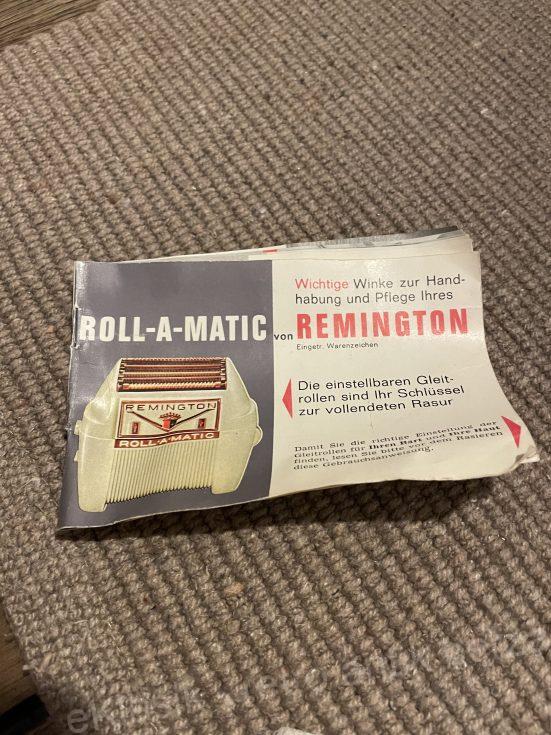 Wichtige Winke zur Hand-
habung und Pflege Ihres
ROLL-A-MATIC von REMINGTON
Eingetr. Warenzeichen
REMINGTON
ROLL-A-MATIC
Die einstellbaren Gleit-
rollen sind Ihr Schlüssel
zur vollendeten Rasur
Damit Sie die richtige Einstellung der
Gleitrollen für Ihren Bart und Ihre Haut
finden, lesen Sie bitte vor dem Rasieren
diese Gebrauchsanweisung.